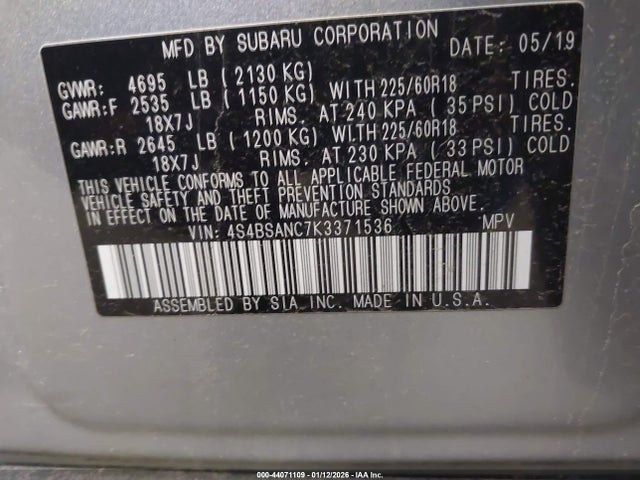 MFD BY SUBARU CORPORATION DATE: 05/19
GVWR: 4695 LB (2130 KG)
GAWR:F 2535 LB (1150 KG) WITH 225/60R18 TIRES.
18X7J RIMS. AT 240 KPA (35 PSI) COLD
GAWR:R 2645 LB (1200 KG) WITH 225/60R18 TIRES.
18X7J RIMS. AT 230 KPA (33 PSI) COLD
THIS VEHICLE CONFORMS TO ALL APPLICABLE FEDERAL MOTOR
VEHICLE SAFETY AND THEFT PREVENTION STANDARDS
IN EFFECT ON THE DATE OF MANUFACTURE SHOWN ABOVE.
VIN: 4S4BSANC7K3371536 MPV
ASSEMBLED BY SIA, INC. MADE IN U.S.A.
000-44071109 - 01/12/2026 - IAA Inc.